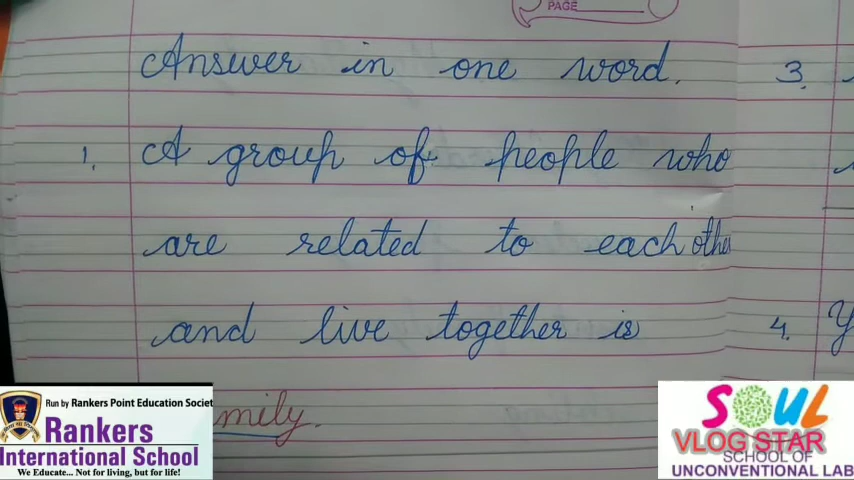 PAGE
Answer in one word.
1. A group of people who
are related to each other
and live together is
mily.
3.
4. Y
Run by Rankers Point Education Societ
Rankers
International School
We Educate... Not for living, but for life!
SOUL
VLOG STAR
SCHOOL OF
UNCONVENTIONAL LAB